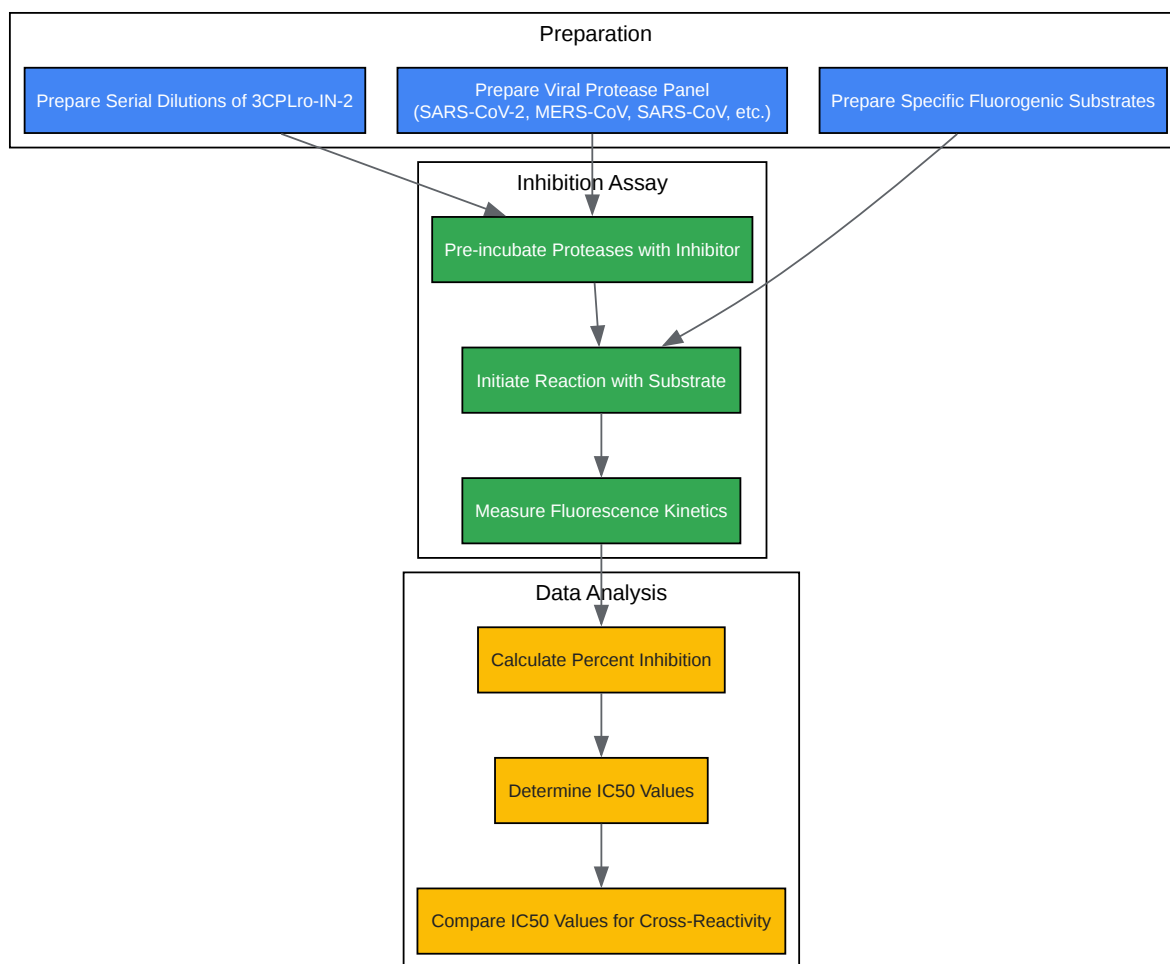 Preparation
Prepare Serial Dilutions of 3CPLro-IN-2
Prepare Viral Protease Panel
(SARS-CoV-2, MERS-CoV, SARS-CoV, etc.)
Prepare Specific Fluorogenic Substrates
Inhibition Assay
Pre-incubate Proteases with Inhibitor
Initiate Reaction with Substrate
Measure Fluorescence Kinetics
Data Analysis
Calculate Percent Inhibition
Determine IC50 Values
Compare IC50 Values for Cross-Reactivity